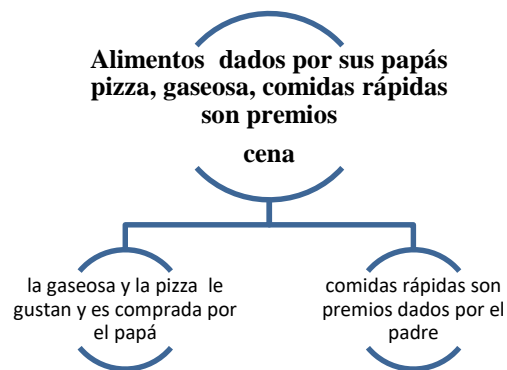 Alimentos dados por sus papás
pizza, gaseosa, comidas rápidas
son premios
cena
la gaseosa y la pizza le
gustan y es comprada por
el papá
comidas rápidas son
premios dados por el
padre